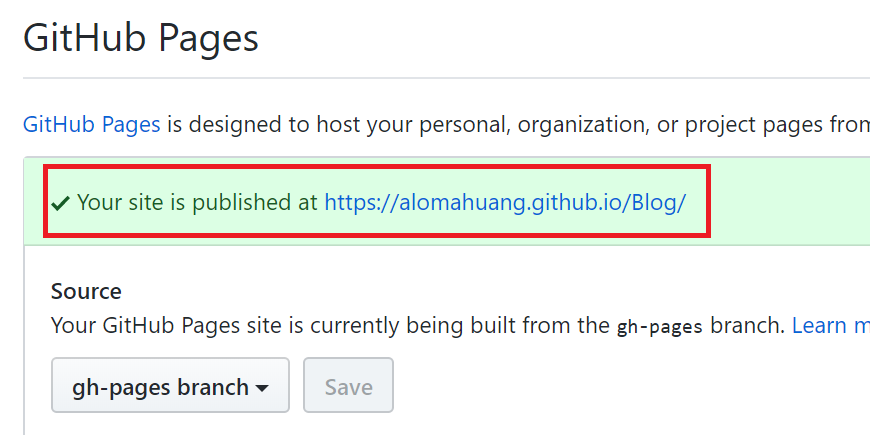 GitHub Pages
GitHub Pages is designed to host your personal, organization, or project pages from
Your site is published at https://alomahuang.github.io/Blog/
Source
Your GitHub Pages site is currently being built from the gh-pages branch. Learn m
gh-pages branch
Save